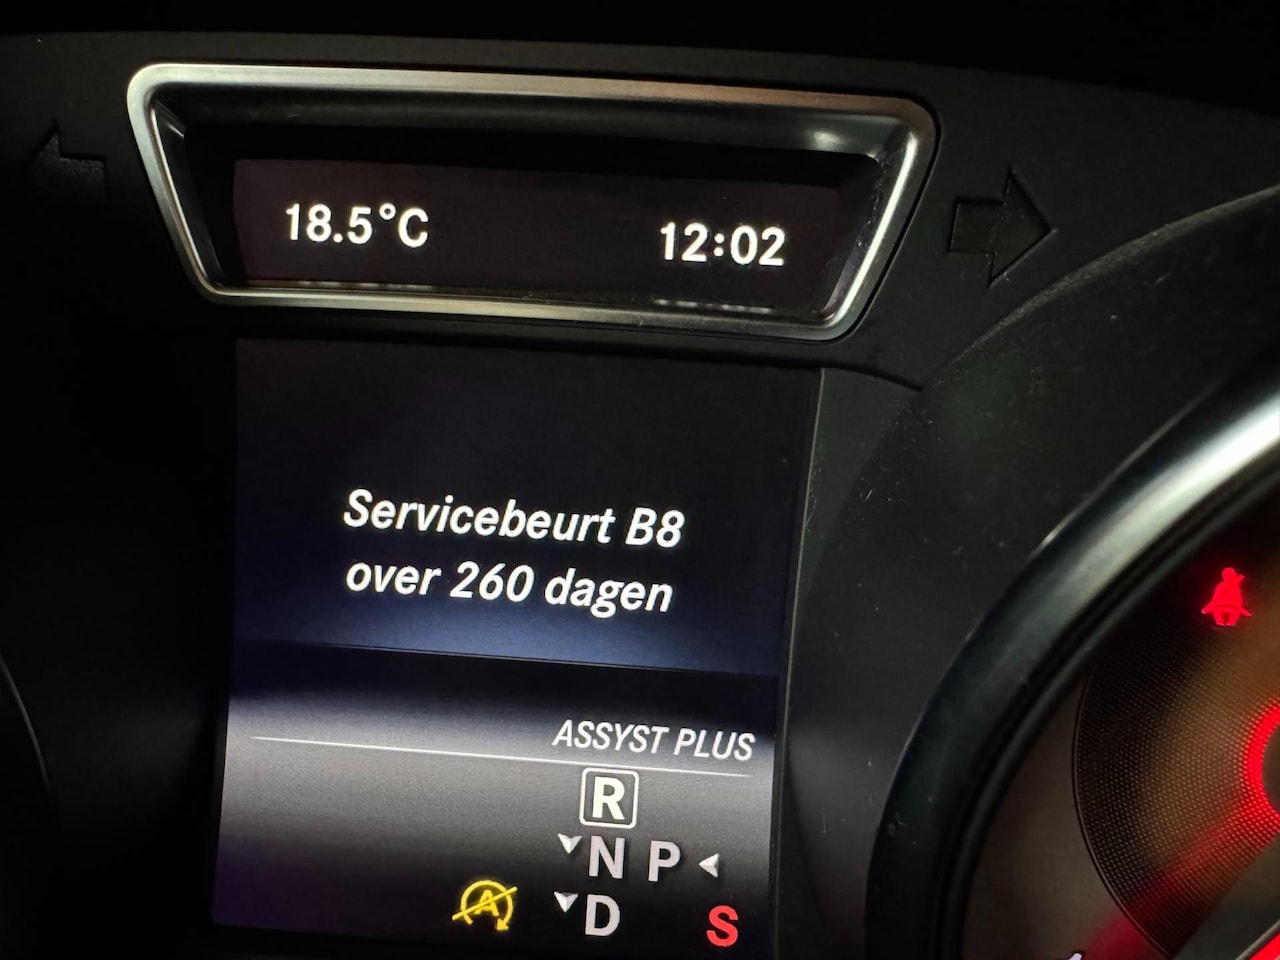 18.5°C 12:02
Servicebeurt B8
over 260 dagen
ASSYST PLUS
R
N P
A D S